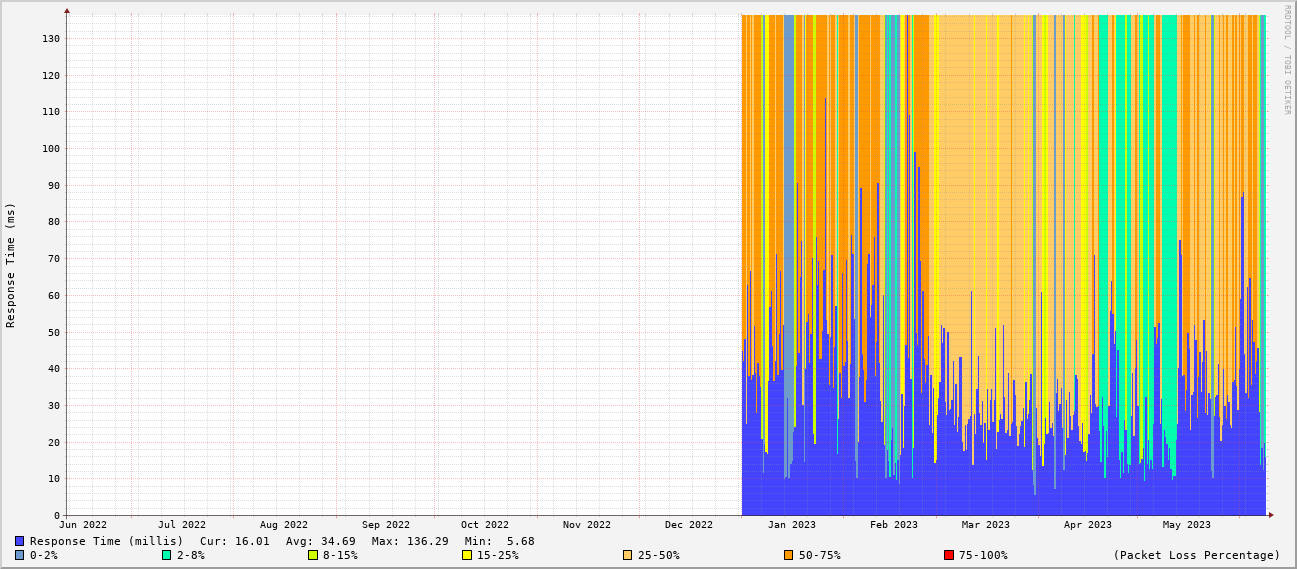 RRDTOOL / TOBI OETIKER
Response Time (ms)
130
120
110
100
90
80
70
60
50
40
30
20
10
0
Jun 2022 Jul 2022 Aug 2022 Sep 2022 Oct 2022 Nov 2022 Dec 2022 Jan 2023 Feb 2023 Mar 2023 Apr 2023 May 2023
Response Time (millis) Cur: 16.01 Avg: 34.69 Max: 136.29 Min: 5.68
0-2% 2-8% 8-15% 15-25% 25-50% 50-75% 75-100% (Packet Loss Percentage)